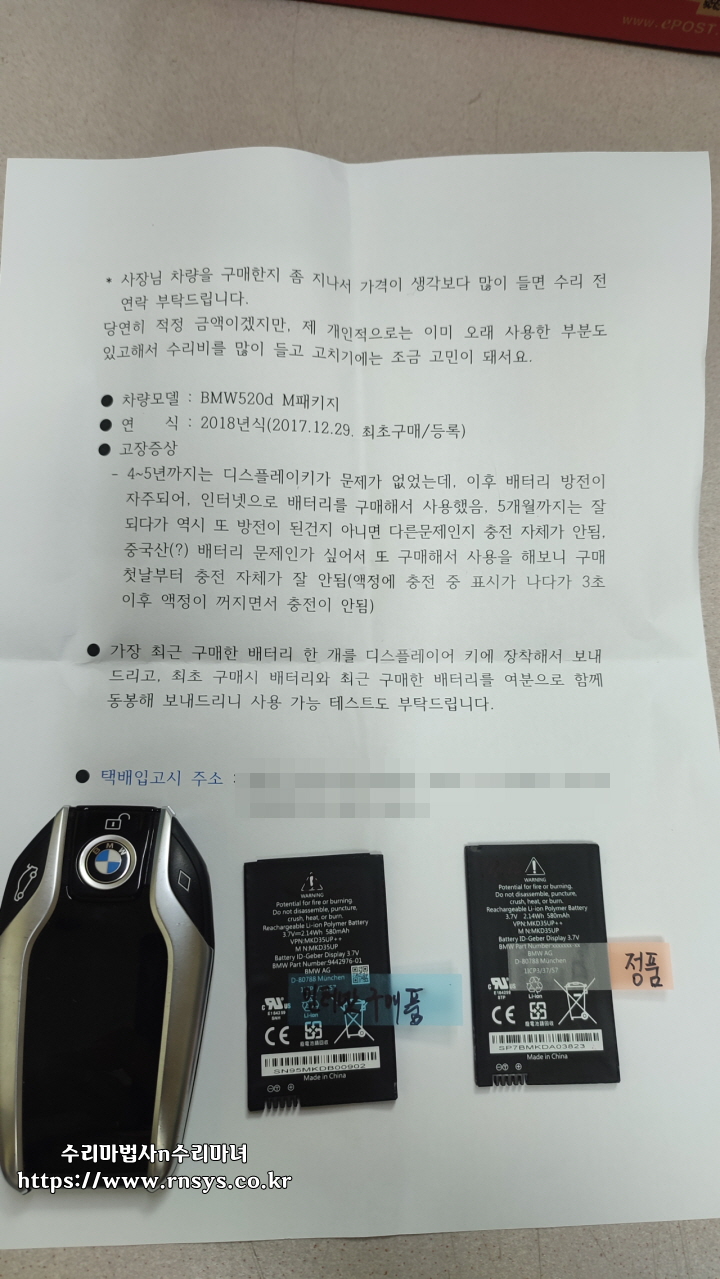 www.ePOST
* 사장님 차량을 구매한지 좀 지나서 가격이 생각보다 많이 들면 수리 전
연락 부탁드립니다.
당연히 적정 금액이겠지만, 제 개인적으로는 이미 오래 사용한 부분도
있고해서 수리비를 많이 들고 고치기에는 조금 고민이 돼서요.
● 차량모델 : BMW520d M패키지
● 연 식 : 2018년식(2017.12.29. 최초구매/등록)
● 고장증상
- 4~5년까지는 디스플레이키가 문제가 없었는데, 이후 배터리 방전이
자주되어, 인터넷으로 배터리를 구매해서 사용했음, 5개월까지는 잘
되다가 역시 또 방전이 된건지 아니면 다른문제인지 충전 자체가 안됨,
중국산(?) 배터리 문제인가 싶어서 또 구매해서 사용을 해보니 구매
첫날부터 충전 자체가 잘 안됨(액정에 충전 중 표시가 나다가 3초
이후 액정이 꺼지면서 충전이 안됨)
● 가장 최근 구매한 배터리 한 개를 디스플레이어 키에 장착해서 보내
드리고, 최초 구매시 배터리와 최근 구매한 배터리를 여분으로 함께
동봉해 보내드리니 사용 가능 테스트도 부탁드립니다.
● 택배입고시 주소 :
BMW
WARNING
Potential for fire or burning.
Do not disassemble, puncture,
crush, heat, or burn.
Reachargeable Li-ion Polymer Battery
3.7V=2.14Wh 580mAh
VPN:MKD35UP++
M N:MKD35UP
Battery ID-Geber Display 3.7V
BMW Part Number:9442976-01
BMW AG
D-80788 München
구매품
Li-ion
CE
SN95MKDB00902
Made in China
WARNING
Potential for fire or burning.
Do not disassemble, puncture,
crush, heat, or burn.
Reachargeable Li-ion Polymer Battery
3.7V 2.14Wh 580mAh
VPN:MKD35UP++
M N:MKD35UP
Battery ID-Geber Display 3.7V
BMW Part Number:
BMW AG
D-80788 München
1ICP3/37/57
정품
Li-ion
CE
SP7BMKDA03823
Made in China
수리마법사n수리마녀
https://www.rnsys.co.kr